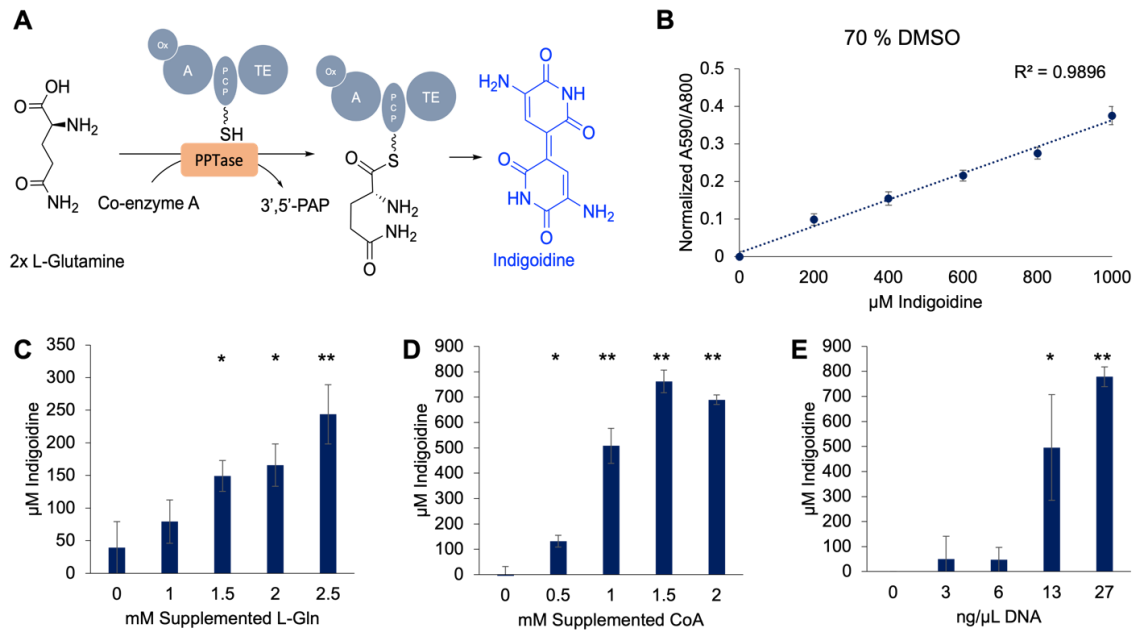 A
Ox
A
PCP
TE
SH
PPTase
Co-enzyme A
3',5'-PAP
OH
O
NH₂
O
NH₂
2x L-Glutamine
Ox
A
PCP
TE
S
O
NH₂
NH₂
O
O
H₂N
NH
O
O
HN
NH₂
O
Indigoidine
B
70 % DMSO
R² = 0.9896
Normalized A590/A800
0.5
0.4
0.3
0.2
0.1
0
0 200 400 600 800 1000
µM Indigoidine
C
µM Indigoidine
350
300
250
200
150
100
50
0
* * **
0 1 1.5 2 2.5
mM Supplemented L-Gln
D
µM Indigoidine
900
800
700
600
500
400
300
200
100
0
* ** ** **
0 0.5 1 1.5 2
mM Supplemented CoA
E
µM Indigoidine
900
800
700
600
500
400
300
200
100
0
* **
0 3 6 13 27
ng/µL DNA